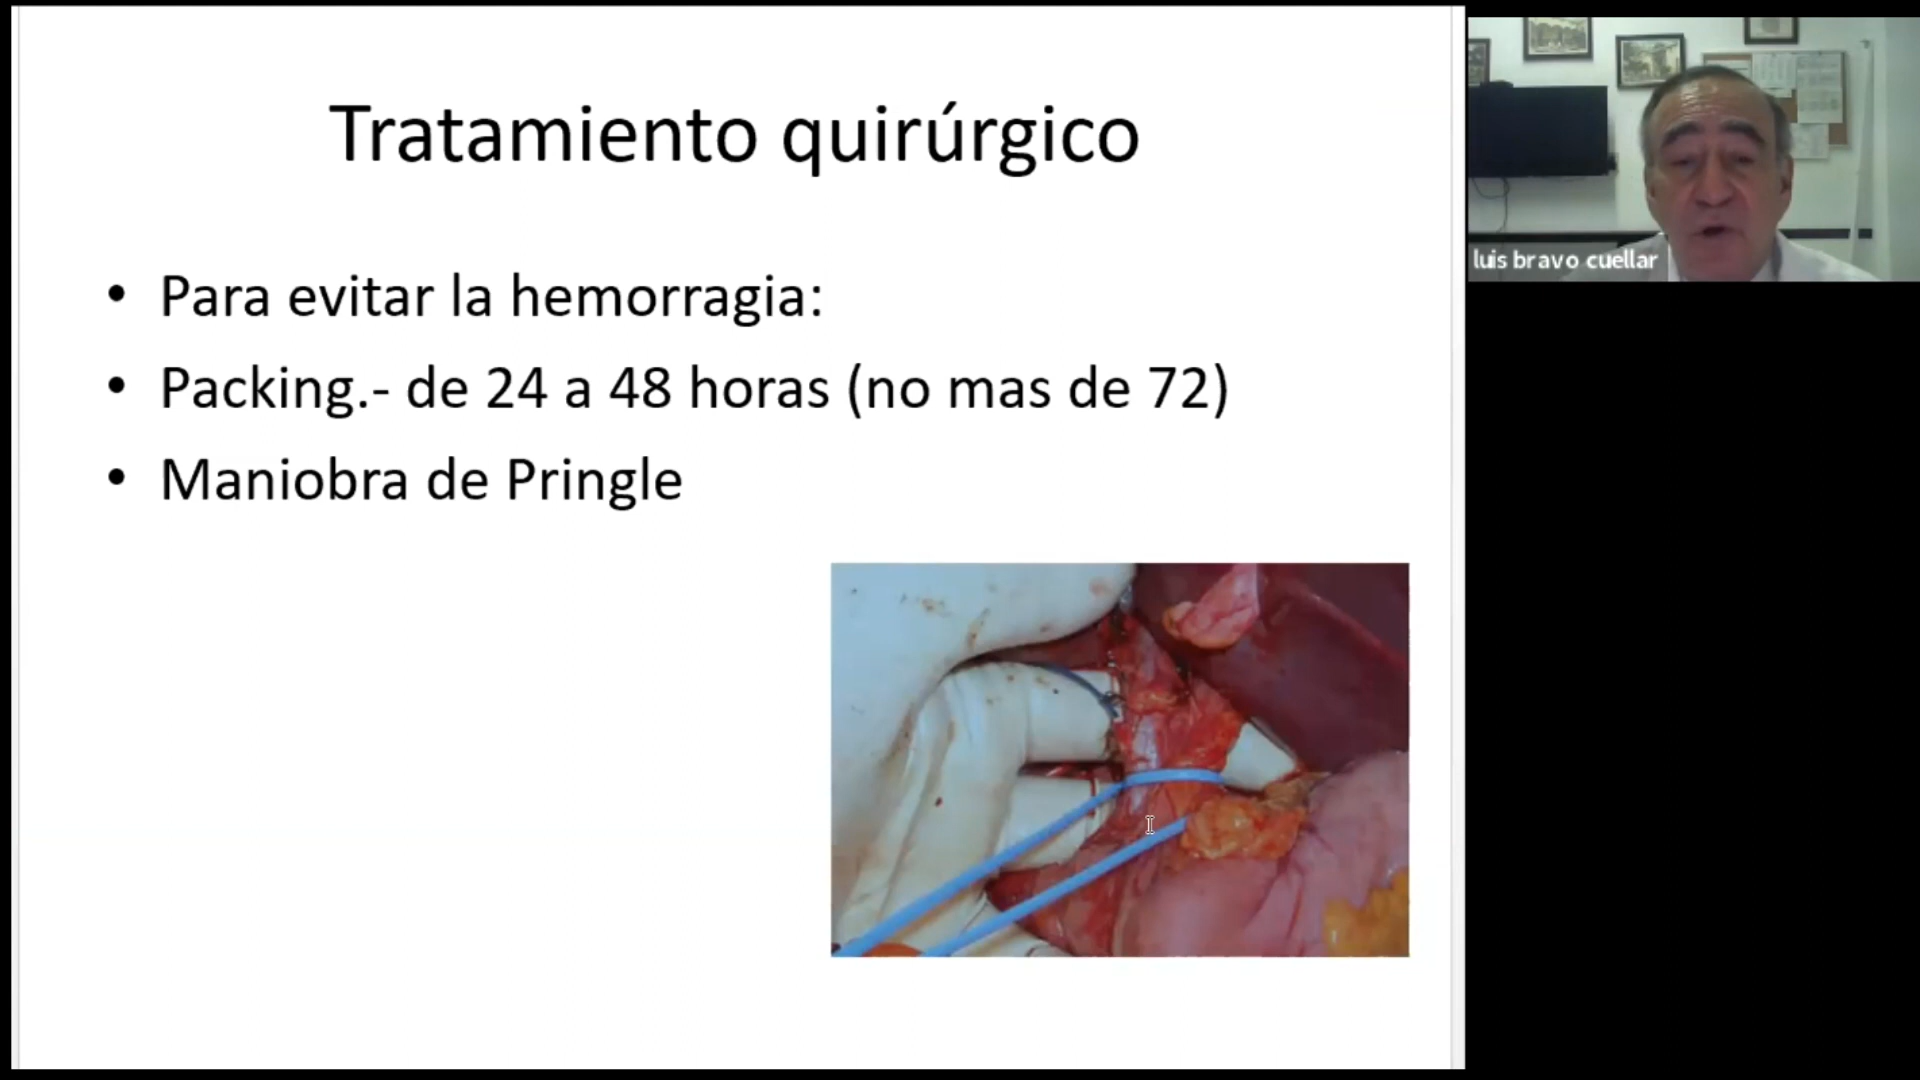 Tratamiento quirúrgico
• Para evitar la hemorragia:
• Packing.- de 24 a 48 horas (no mas de 72)
• Maniobra de Pringle
luis bravo cuellar